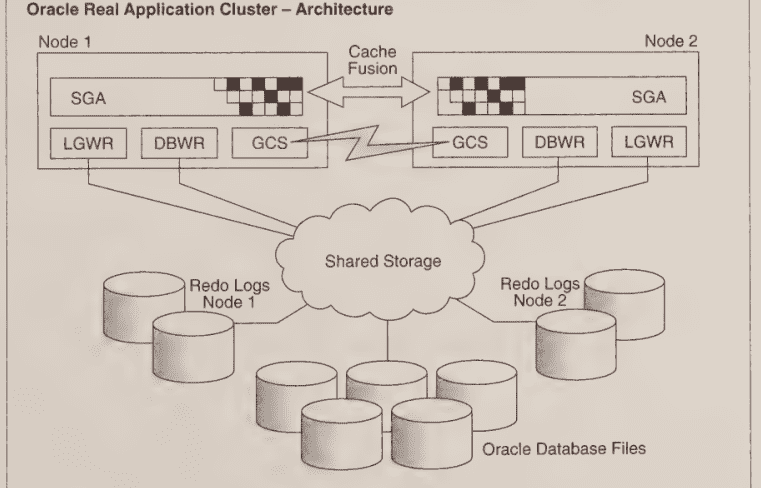 Oracle Real Application Cluster – Architecture
Node 1
Node 2
Cache
Fusion
SGA
SGA
LGWR
DBWR
GCS
GCS
DBWR
LGWR
Shared Storage
Redo Logs
Node 1
Redo Logs
Node 2
Oracle Database Files